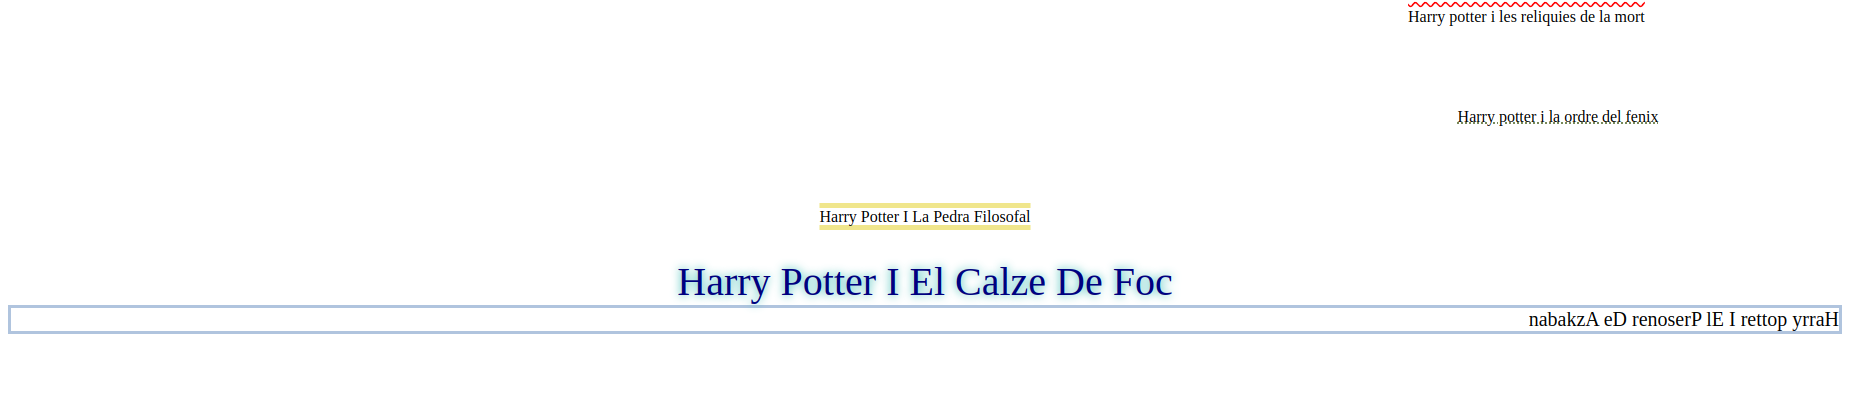 Harry potter i les reliquies de la mort
Harry potter i la ordre del fenix
Harry Potter I La Pedra Filosofal
Harry Potter I El Calze De Foc
nabakzA eD renoserP lE I rettop yrraH